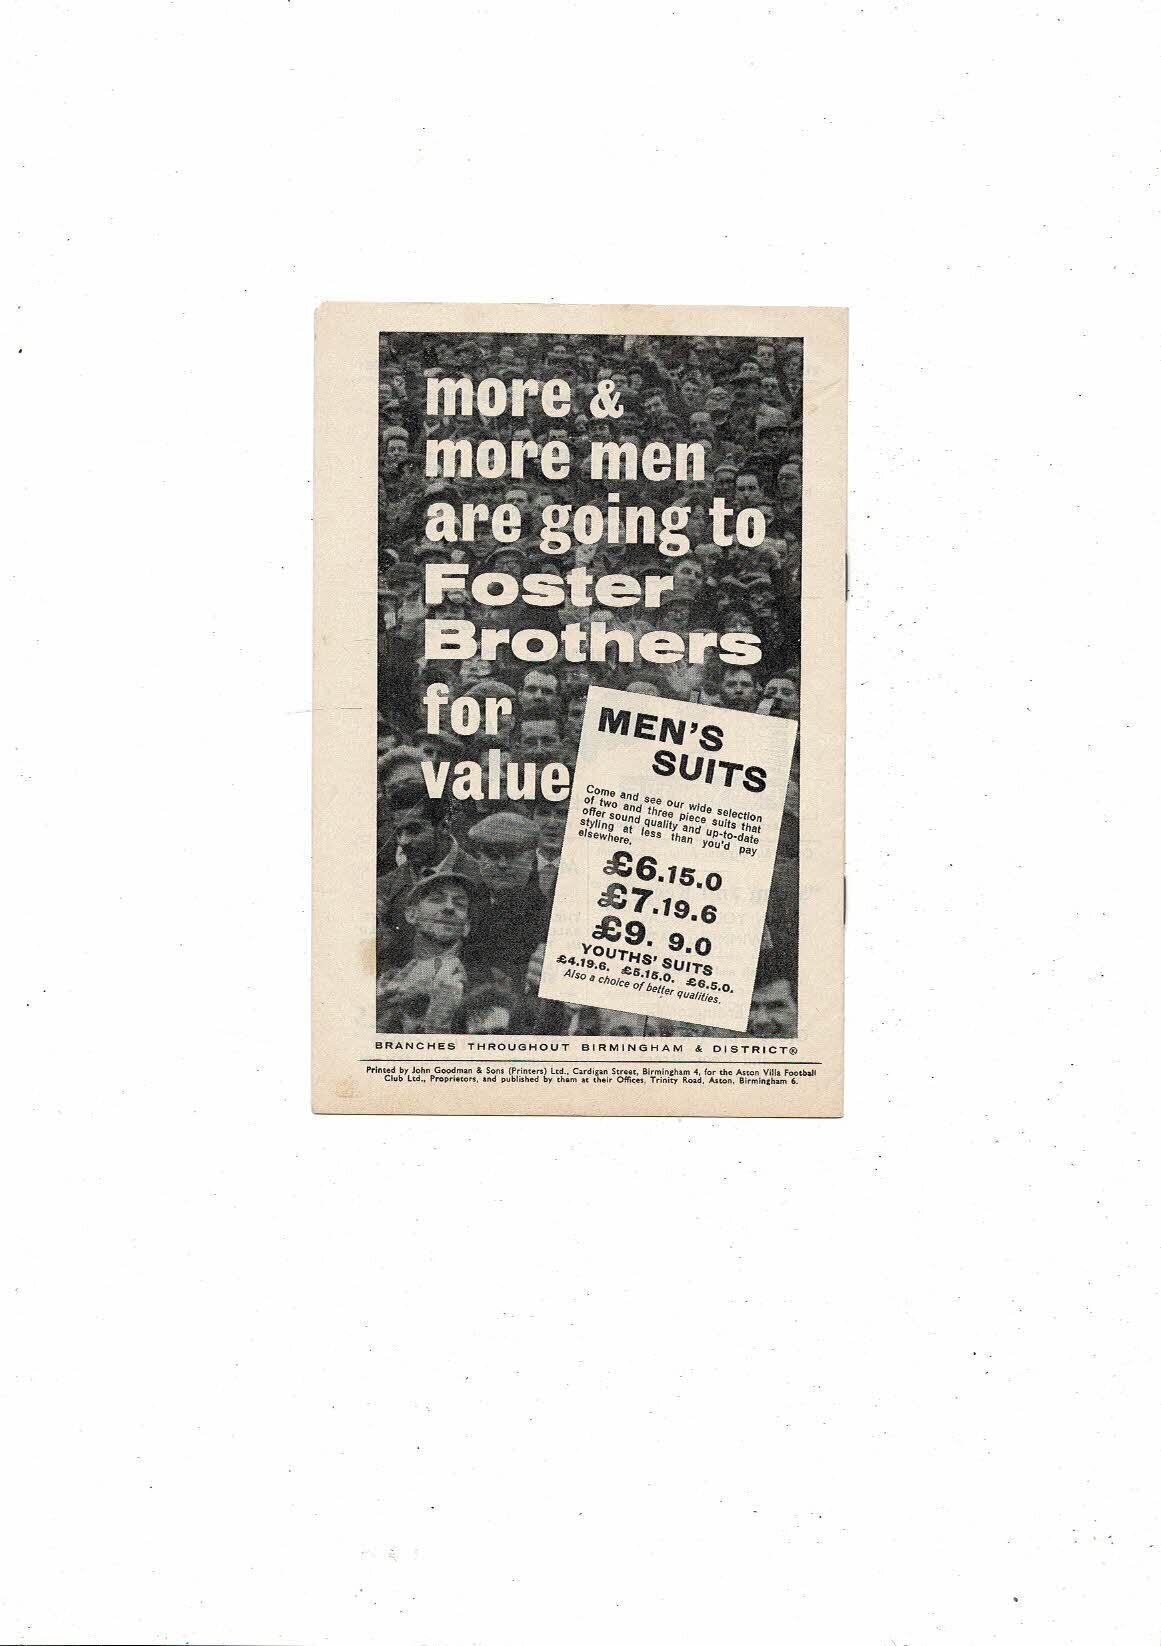 more &
more men
are going to
Foster
Brothers
for
value
MEN'S
SUITS
Come and see our wide selection
of two and three piece suits that
offer sound quality and up-to-date
styling at less than you'd pay
elsewhere.
£6.15.0
£7.19.6
£9. 9.0
YOUTHS' SUITS
£4.19.6. £5.15.0. £6.5.0.
Also a choice of better qualities.
BRANCHES THROUGHOUT BIRMINGHAM & DISTRICT®
Printed by John Goodman & Sons (Printers) Ltd., Cardigan Street, Birmingham 4, for the Aston Villa Football
Club Ltd., Proprietors, and published by them at their Offices, Trinity Road, Aston, Birmingham 6.